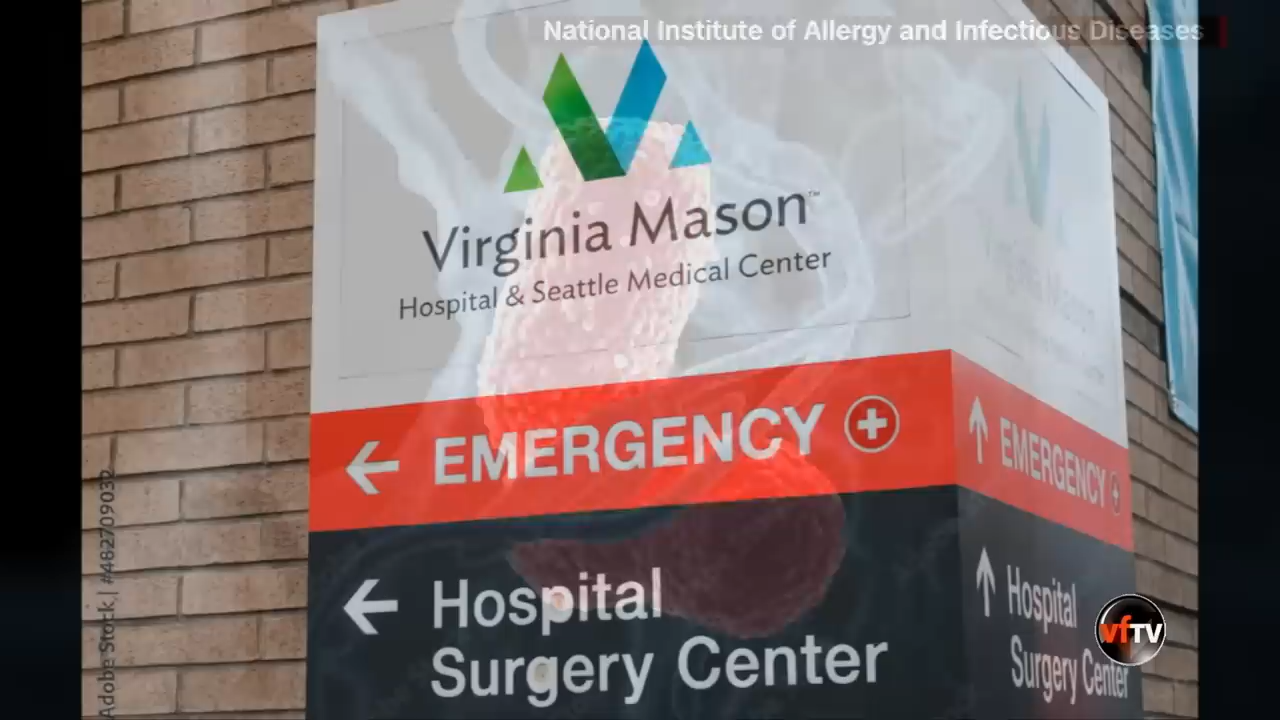 National Institute of Allergy and Infectious Diseases
Virginia Mason™
Hospital & Seattle Medical Center
← EMERGENCY +
↑ EMERGENCY +
← Hospital
Surgery Center
↑ Hospital
Surgery Center
Adobe Stock | #482709032
vfTV